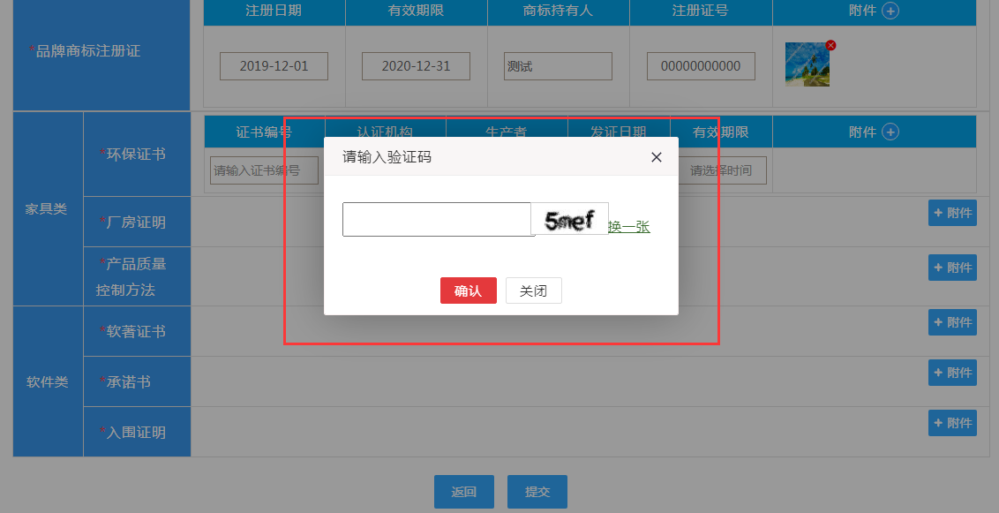 注册日期 有效期限 商标持有人 注册证号 附件
*品牌商标注册证
2019-12-01 2020-12-31 测试 00000000000
证书编号 认证机构 生产者 发证日期 有效期限 附件
请输入验证码
*环保证书
请输入证书编号 请选择时间
家具类
5mef 换一张
*厂房证明
+ 附件
*产品质量
控制方法
+ 附件
确认 关闭
*软著证书
+ 附件
软件类
*承诺书
+ 附件
*入围证明
+ 附件
返回 提交